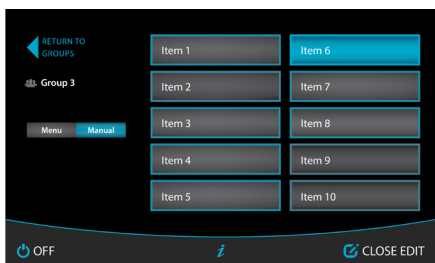 RETURN TO
GROUPS
Group 3
Menu Manual
Item 1
Item 2
Item 3
Item 4
Item 5
Item 6
Item 7
Item 8
Item 9
Item 10
OFF
i
CLOSE EDIT